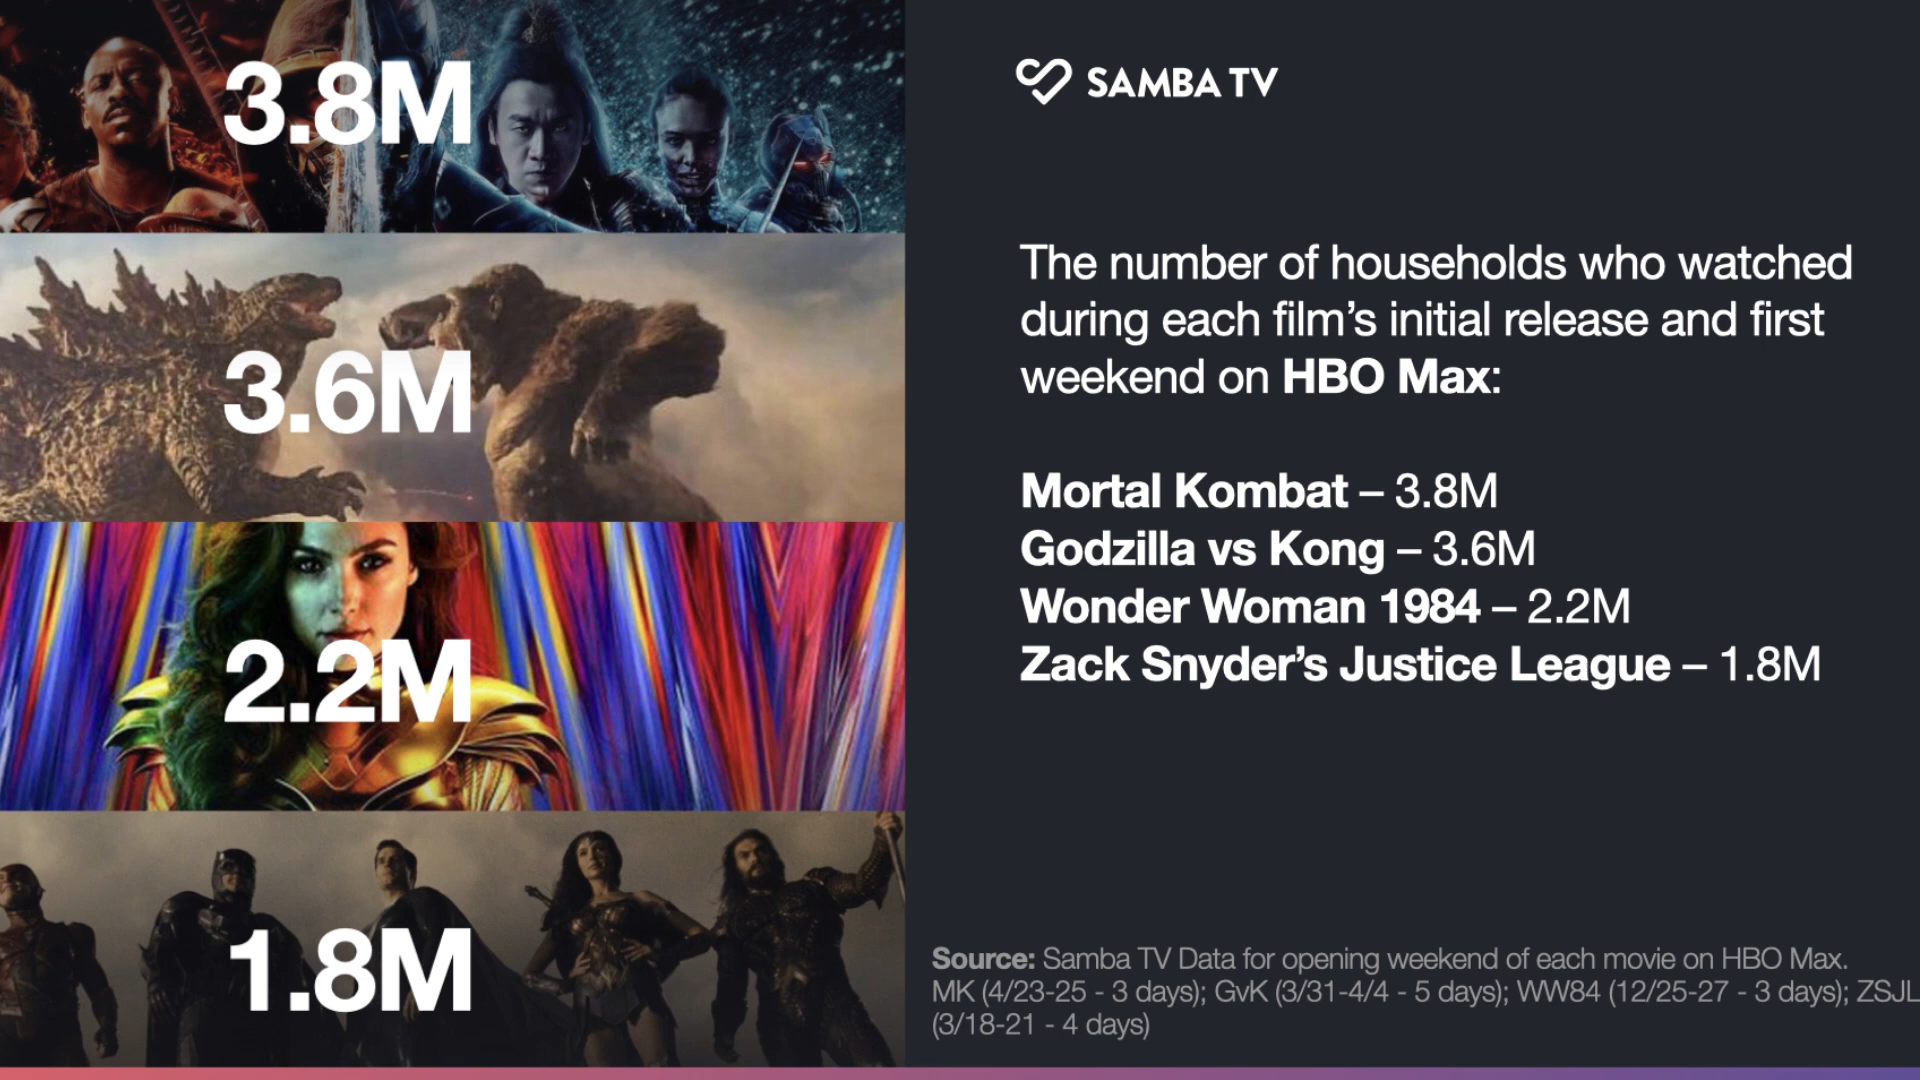 3.8M
3.6M
2.2M
1.8M
SAMBA TV
The number of households who watched
during each film’s initial release and first
weekend on HBO Max:
Mortal Kombat – 3.8M
Godzilla vs Kong – 3.6M
Wonder Woman 1984 – 2.2M
Zack Snyder’s Justice League – 1.8M
Source: Samba TV Data for opening weekend of each movie on HBO Max.
MK (4/23-25 - 3 days); GvK (3/31-4/4 - 5 days); WW84 (12/25-27 - 3 days); ZSJL
(3/18-21 - 4 days)